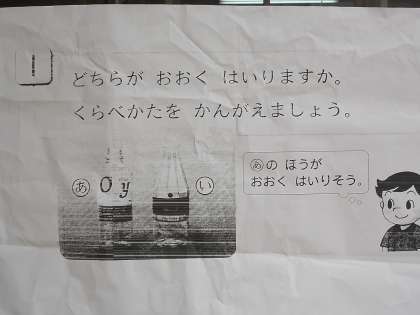 1
どちらが おおく はいりますか。
くらべかたを かんがえましょう。
あの ほうが
おおく はいりそう。
あ
Oy
い